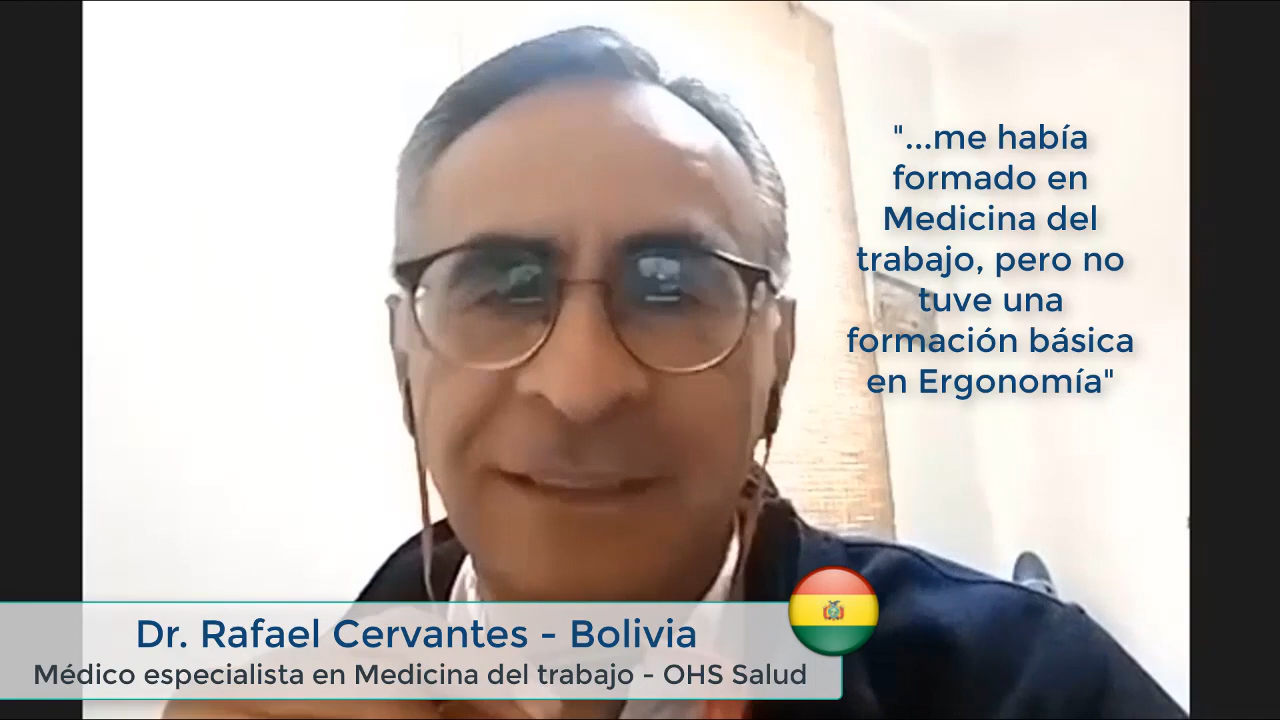 "...me había
formado en
Medicina del
trabajo, pero no
tuve una
formación básica
en Ergonomía"
Dr. Rafael Cervantes - Bolivia
Médico especialista en Medicina del trabajo - OHS Salud